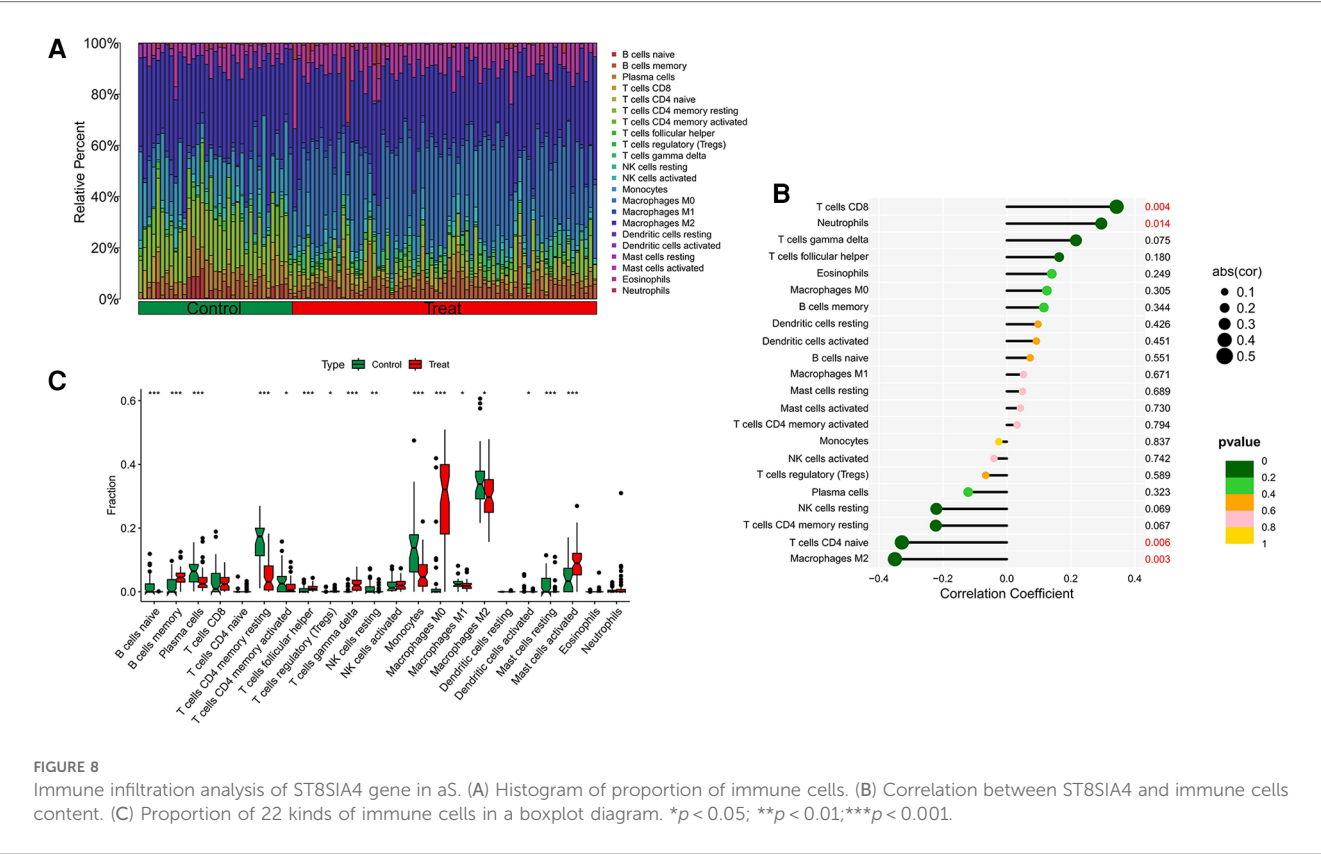 A
100%
80%
60%
40%
20%
0%
Relative Percent
Control
Treat
B cells naive
B cells memory
Plasma cells
T cells CD8
T cells CD4 naive
T cells CD4 memory resting
T cells CD4 memory activated
T cells follicular helper
T cells regulatory (Tregs)
T cells gamma delta
NK cells resting
NK cells activated
Monocytes
Macrophages M0
Macrophages M1
Macrophages M2
Dendritic cells resting
Dendritic cells activated
Mast cells resting
Mast cells activated
Eosinophils
Neutrophils
B
T cells CD8 0.004
Neutrophils 0.014
T cells gamma delta 0.075
T cells follicular helper 0.180
Eosinophils 0.249
Macrophages M0 0.305
B cells memory 0.344
Dendritic cells resting 0.426
Dendritic cells activated 0.451
B cells naive 0.551
Macrophages M1 0.671
Mast cells resting 0.689
Mast cells activated 0.730
T cells CD4 memory activated 0.794
Monocytes 0.837
NK cells activated 0.742
T cells regulatory (Tregs) 0.589
Plasma cells 0.323
NK cells resting 0.069
T cells CD4 memory resting 0.067
T cells CD4 naive 0.006
Macrophages M2 0.003
−0.4 −0.2 0.0 0.2 0.4
Correlation Coefficient
abs(cor)
0.1
0.2
0.3
0.4
0.5
pvalue
0
0.2
0.4
0.6
0.8
1
C
Type Control Treat
*** *** *** *** * *** * *** ** *** *** * * * *** ***
0.6
0.4
0.2
0.0
Fraction
B cells naive
B cells memory
Plasma cells
T cells CD8
T cells CD4 naive
T cells CD4 memory resting
T cells CD4 memory activated
T cells follicular helper
T cells regulatory (Tregs)
T cells gamma delta
NK cells resting
NK cells activated
Monocytes
Macrophages M0
Macrophages M1
Macrophages M2
Dendritic cells resting
Dendritic cells activated
Mast cells resting
Mast cells activated
Eosinophils
Neutrophils
FIGURE 8
Immune infiltration analysis of ST8SIA4 gene in aS. (A) Histogram of proportion of immune cells. (B) Correlation between ST8SIA4 and immune cells
content. (C) Proportion of 22 kinds of immune cells in a boxplot diagram. *p < 0.05; **p < 0.01;***p < 0.001.